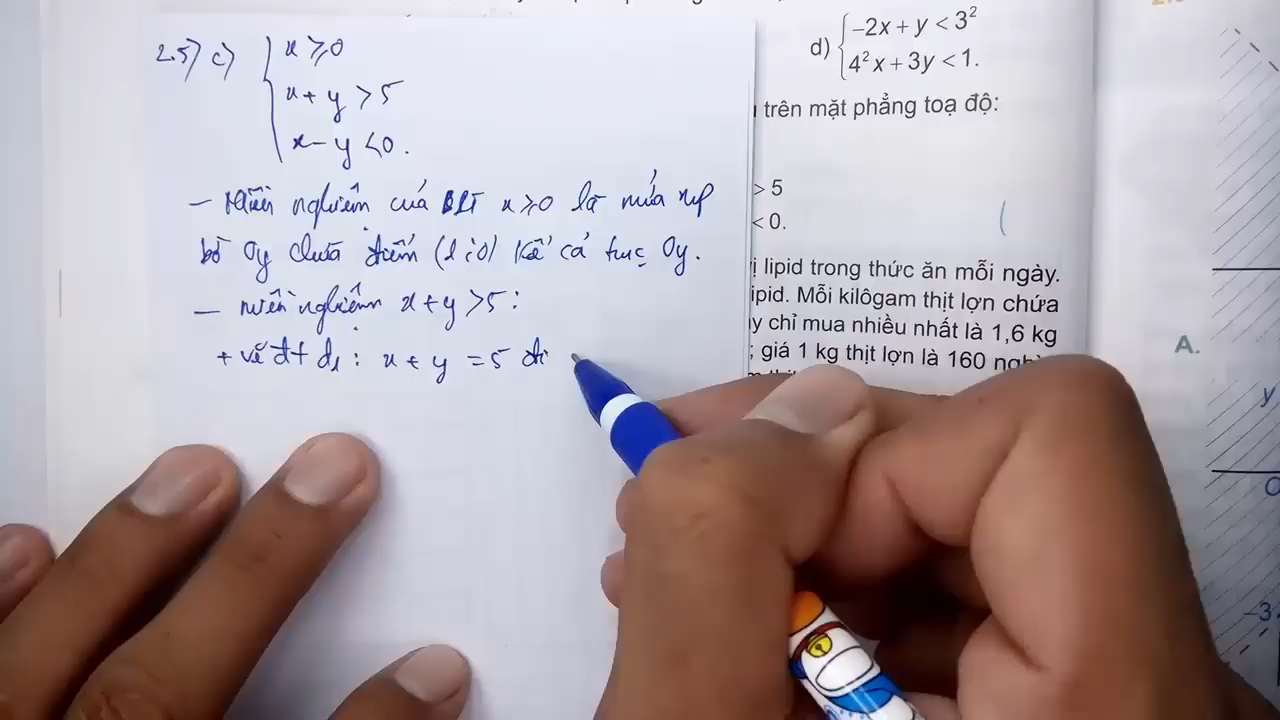 2.5) c) { x ≥ 0
x + y > 5
x - y < 0.
- Miền nghiệm của BPT x ≥ 0 là nửa mp
bờ Oy chứa điểm (1;0) kể cả trục Oy.
- Miền nghiệm x + y > 5:
+ vẽ đt d₁: x + y = 5 đi
d) { -2x + y < 3²
4²x + 3y < 1.
trên mặt phẳng toạ độ:
> 5
< 0.
lipid trong thức ăn mỗi ngày.
ipid. Mỗi kilôgam thịt lợn chứa
y chỉ mua nhiều nhất là 1,6 kg
; giá 1 kg thịt lợn là 160
A.
y
O
-3